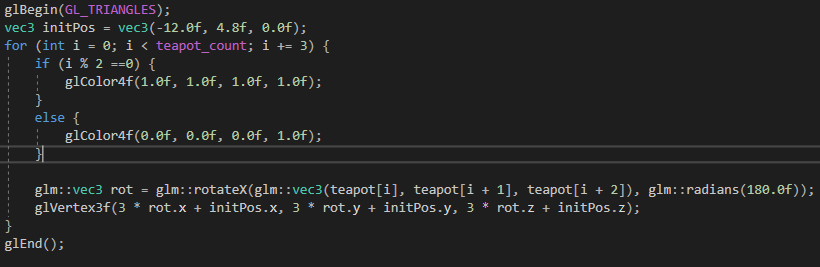 glBegin(GL_TRIANGLES);
vec3 initPos = vec3(-12.0f, 4.8f, 0.0f);
for (int i = 0; i < teapot_count; i += 3) {
    if (i % 2 ==0) {
        glColor4f(1.0f, 1.0f, 1.0f, 1.0f);
    }
    else {
        glColor4f(0.0f, 0.0f, 0.0f, 1.0f);
    }
    glm::vec3 rot = glm::rotateX(glm::vec3(teapot[i], teapot[i + 1], teapot[i + 2]), glm::radians(180.0f));
    glVertex3f(3 * rot.x + initPos.x, 3 * rot.y + initPos.y, 3 * rot.z + initPos.z);
}
glEnd();